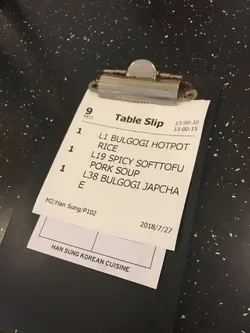 9
Table Slip
13:00:10
13:00:15
1 L1 BULGOGI HOTPOT
RICE
1 L19 SPICY SOFTTOFU
PORK SOUP
1 L38 BULGOGI JAPCHA
E
M2/Han Sung/P102
2018/7/27
HAN SUNG KOREAN CUISINE